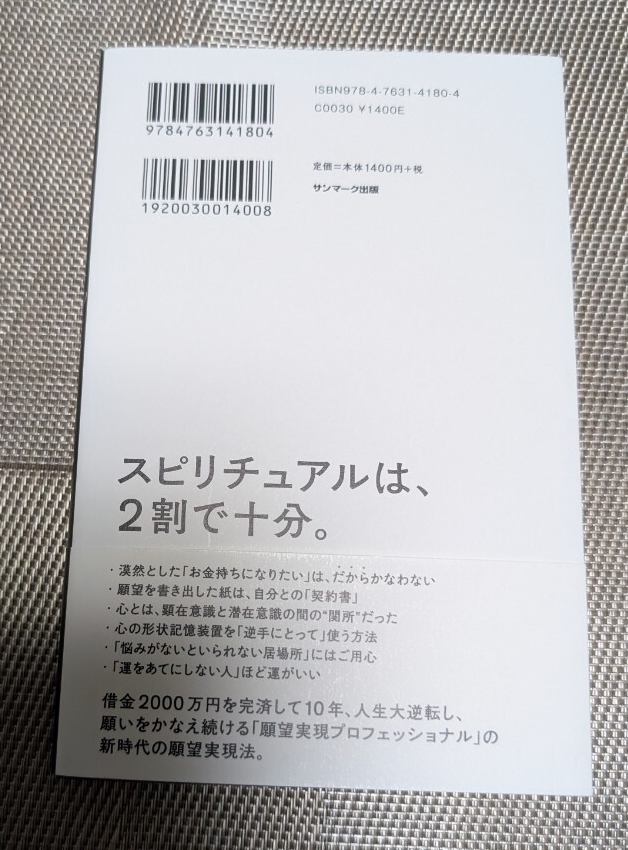 ISBN978-4-7631-4180-4
C0030 ¥1400E
9784763141804
定価=本体1400円+税
サンマーク出版
1920030014008
スピリチュアルは、
2割で十分。
・漠然とした「お金持ちになりたい」は、だからかなわない
・願望を書き出した紙は、自分との「契約書」
・心とは、顕在意識と潜在意識の間の“関所”だった
・心の形状記憶装置を「逆手にとって」使う方法
・「悩みがないといられない居場所」にはご用心
・「運をあてにしない人」ほど運がいい
借金2000万円を完済して10年、人生大逆転し、
願いをかなえ続ける「願望実現プロフェッショナル」の
新時代の願望実現法。